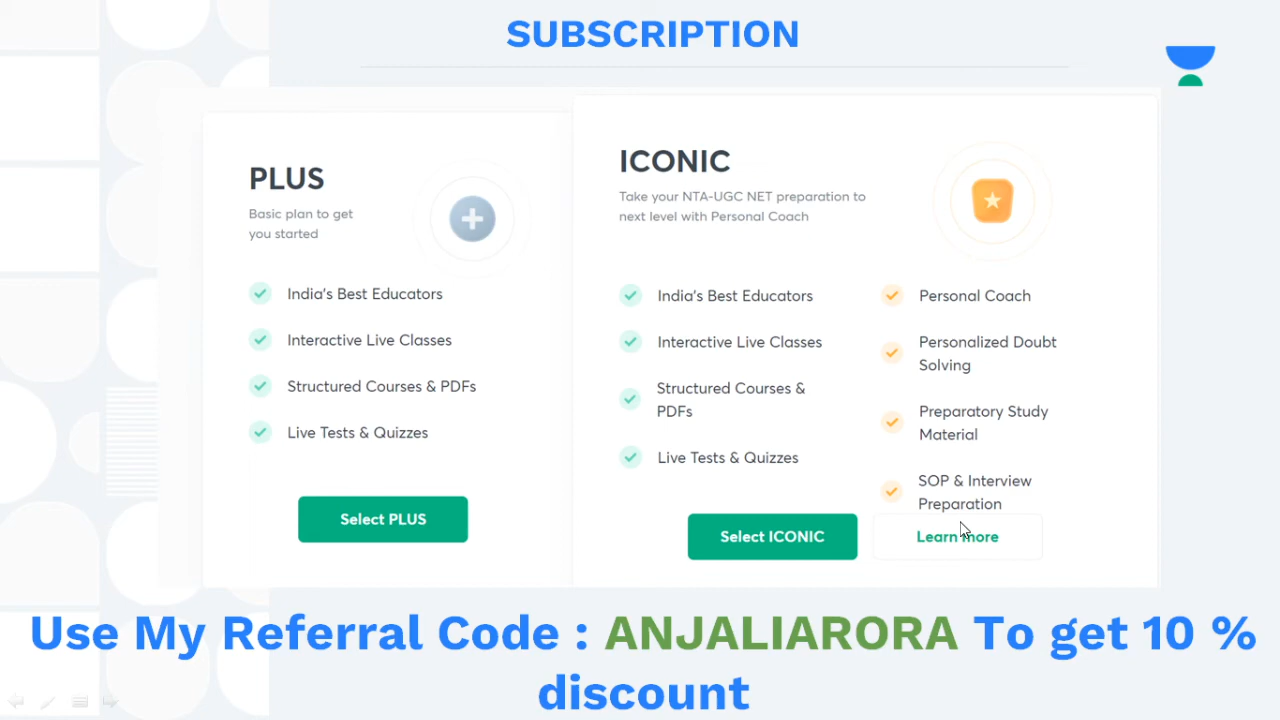 SUBSCRIPTION
PLUS
Basic plan to get
you started
India's Best Educators
Interactive Live Classes
Structured Courses & PDFs
Live Tests & Quizzes
Select PLUS
ICONIC
Take your NTA-UGC NET preparation to
next level with Personal Coach
India's Best Educators
Interactive Live Classes
Structured Courses &
PDFs
Live Tests & Quizzes
Personal Coach
Personalized Doubt
Solving
Preparatory Study
Material
SOP & Interview
Preparation
Select ICONIC
Learn more
Use My Referral Code : ANJALIARORA To get 10 %
discount